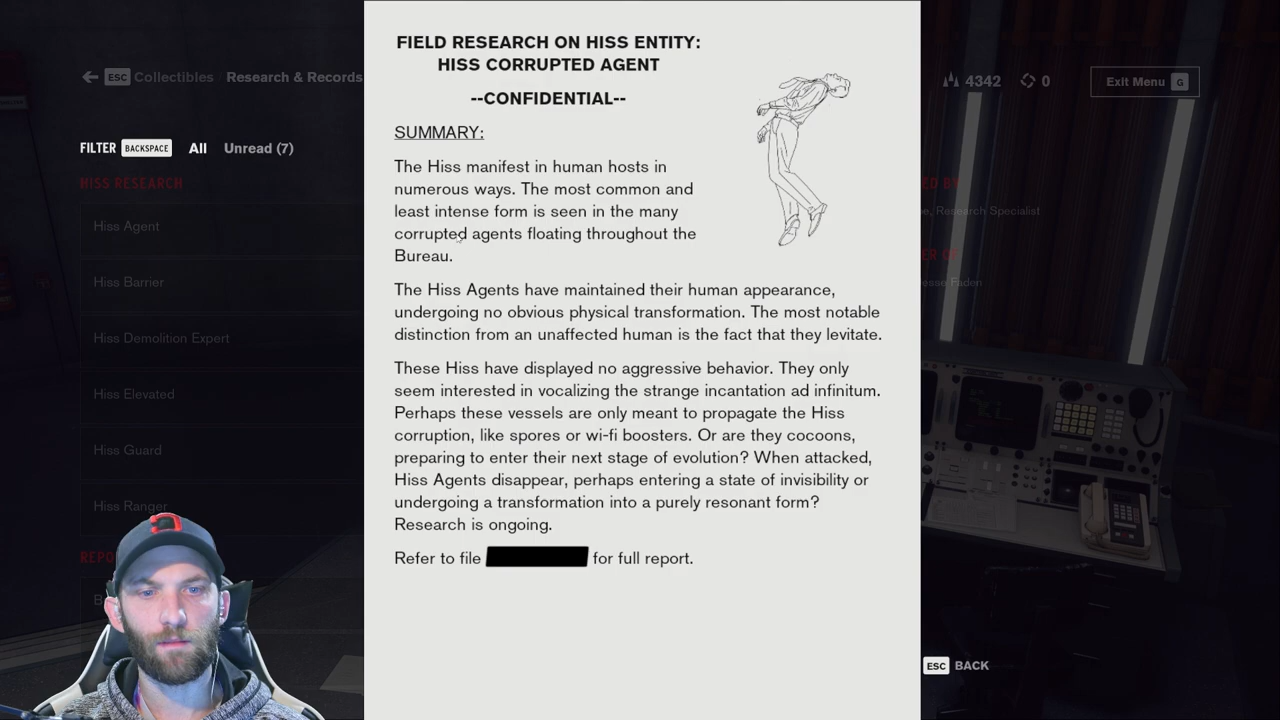 FIELD RESEARCH ON HISS ENTITY:
HISS CORRUPTED AGENT
--CONFIDENTIAL--
SUMMARY:
The Hiss manifest in human hosts in
numerous ways. The most common and
least intense form is seen in the many
corrupted agents floating throughout the
Bureau.
The Hiss Agents have maintained their human appearance,
undergoing no obvious physical transformation. The most notable
distinction from an unaffected human is the fact that they levitate.
These Hiss have displayed no aggressive behavior. They only
seem interested in vocalizing the strange incantation ad infinitum.
Perhaps these vessels are only meant to propagate the Hiss
corruption, like spores or wi-fi boosters. Or are they cocoons,
preparing to enter their next stage of evolution? When attacked,
Hiss Agents disappear, perhaps entering a state of invisibility or
undergoing a transformation into a purely resonant form?
Research is ongoing.
Refer to file for full report.
ESC Collectibles Research & Records
4342 0 Exit Menu G
FILTER BACKSPACE All Unread (7)
HISS RESEARCH
Hiss Agent
Hiss Barrier
Hiss Demolition Expert
Hiss Elevated
Hiss Guard
Hiss Ranger
Research Specialist
Faden
ESC BACK